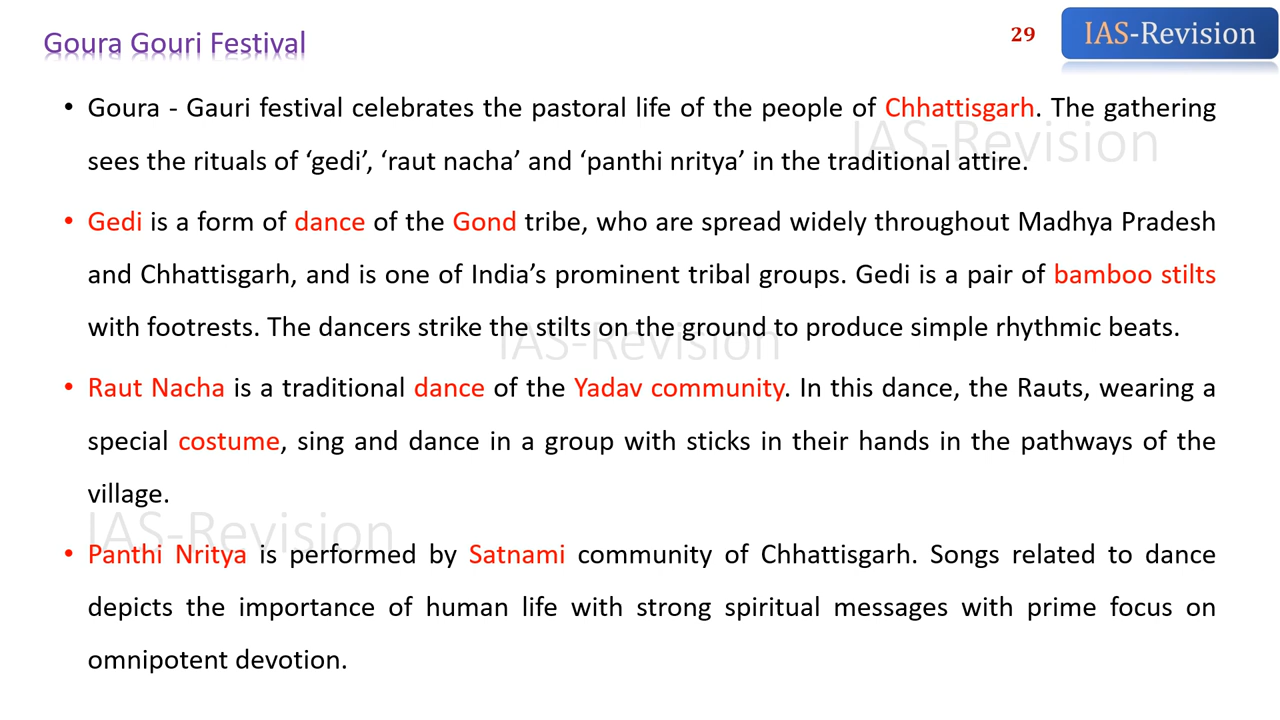 Goura Gouri Festival
29
IAS-Revision
• Goura - Gauri festival celebrates the pastoral life of the people of Chhattisgarh. The gathering
sees the rituals of ‘gedi’, ‘raut nacha’ and ‘panthi nritya’ in the traditional attire.
IAS-Revision
• Gedi is a form of dance of the Gond tribe, who are spread widely throughout Madhya Pradesh
and Chhattisgarh, and is one of India’s prominent tribal groups. Gedi is a pair of bamboo stilts
with footrests. The dancers strike the stilts on the ground to produce simple rhythmic beats.
IAS-Revision
• Raut Nacha is a traditional dance of the Yadav community. In this dance, the Rauts, wearing a
special costume, sing and dance in a group with sticks in their hands in the pathways of the
village.
IAS-Revision
• Panthi Nritya is performed by Satnami community of Chhattisgarh. Songs related to dance
depicts the importance of human life with strong spiritual messages with prime focus on
omnipotent devotion.